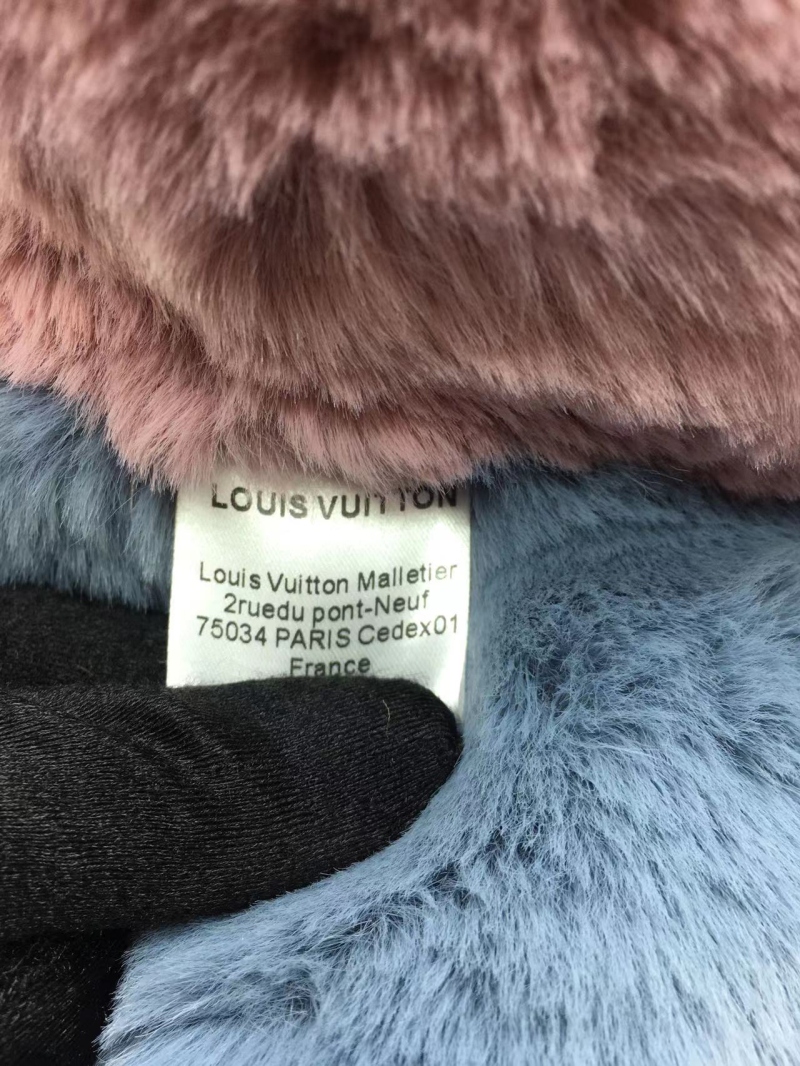 LOUIS VUITTON
Louis Vuitton Malletier
2ruedu pont-Neuf
75034 PARIS Cedex01
France